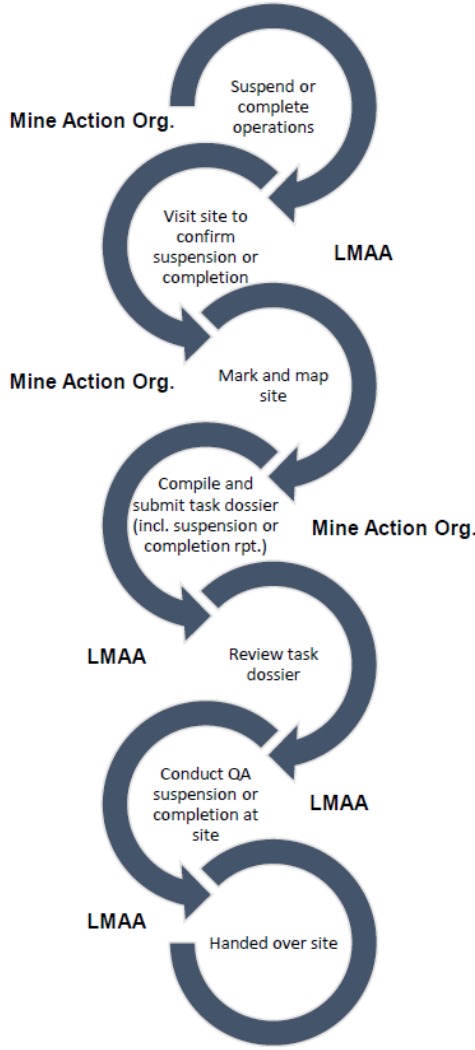 Suspend or
complete
operations
Mine Action Org.
Visit site to
confirm
suspension or
completion
LMAA
Mine Action Org.
Mark and map
site
Compile and
submit task dossier
(incl. suspension or
completion rpt.)
Mine Action Org.
LMAA
Review task
dossier
Conduct QA
suspension or
completion at
site
LMAA
LMAA
Handed over site